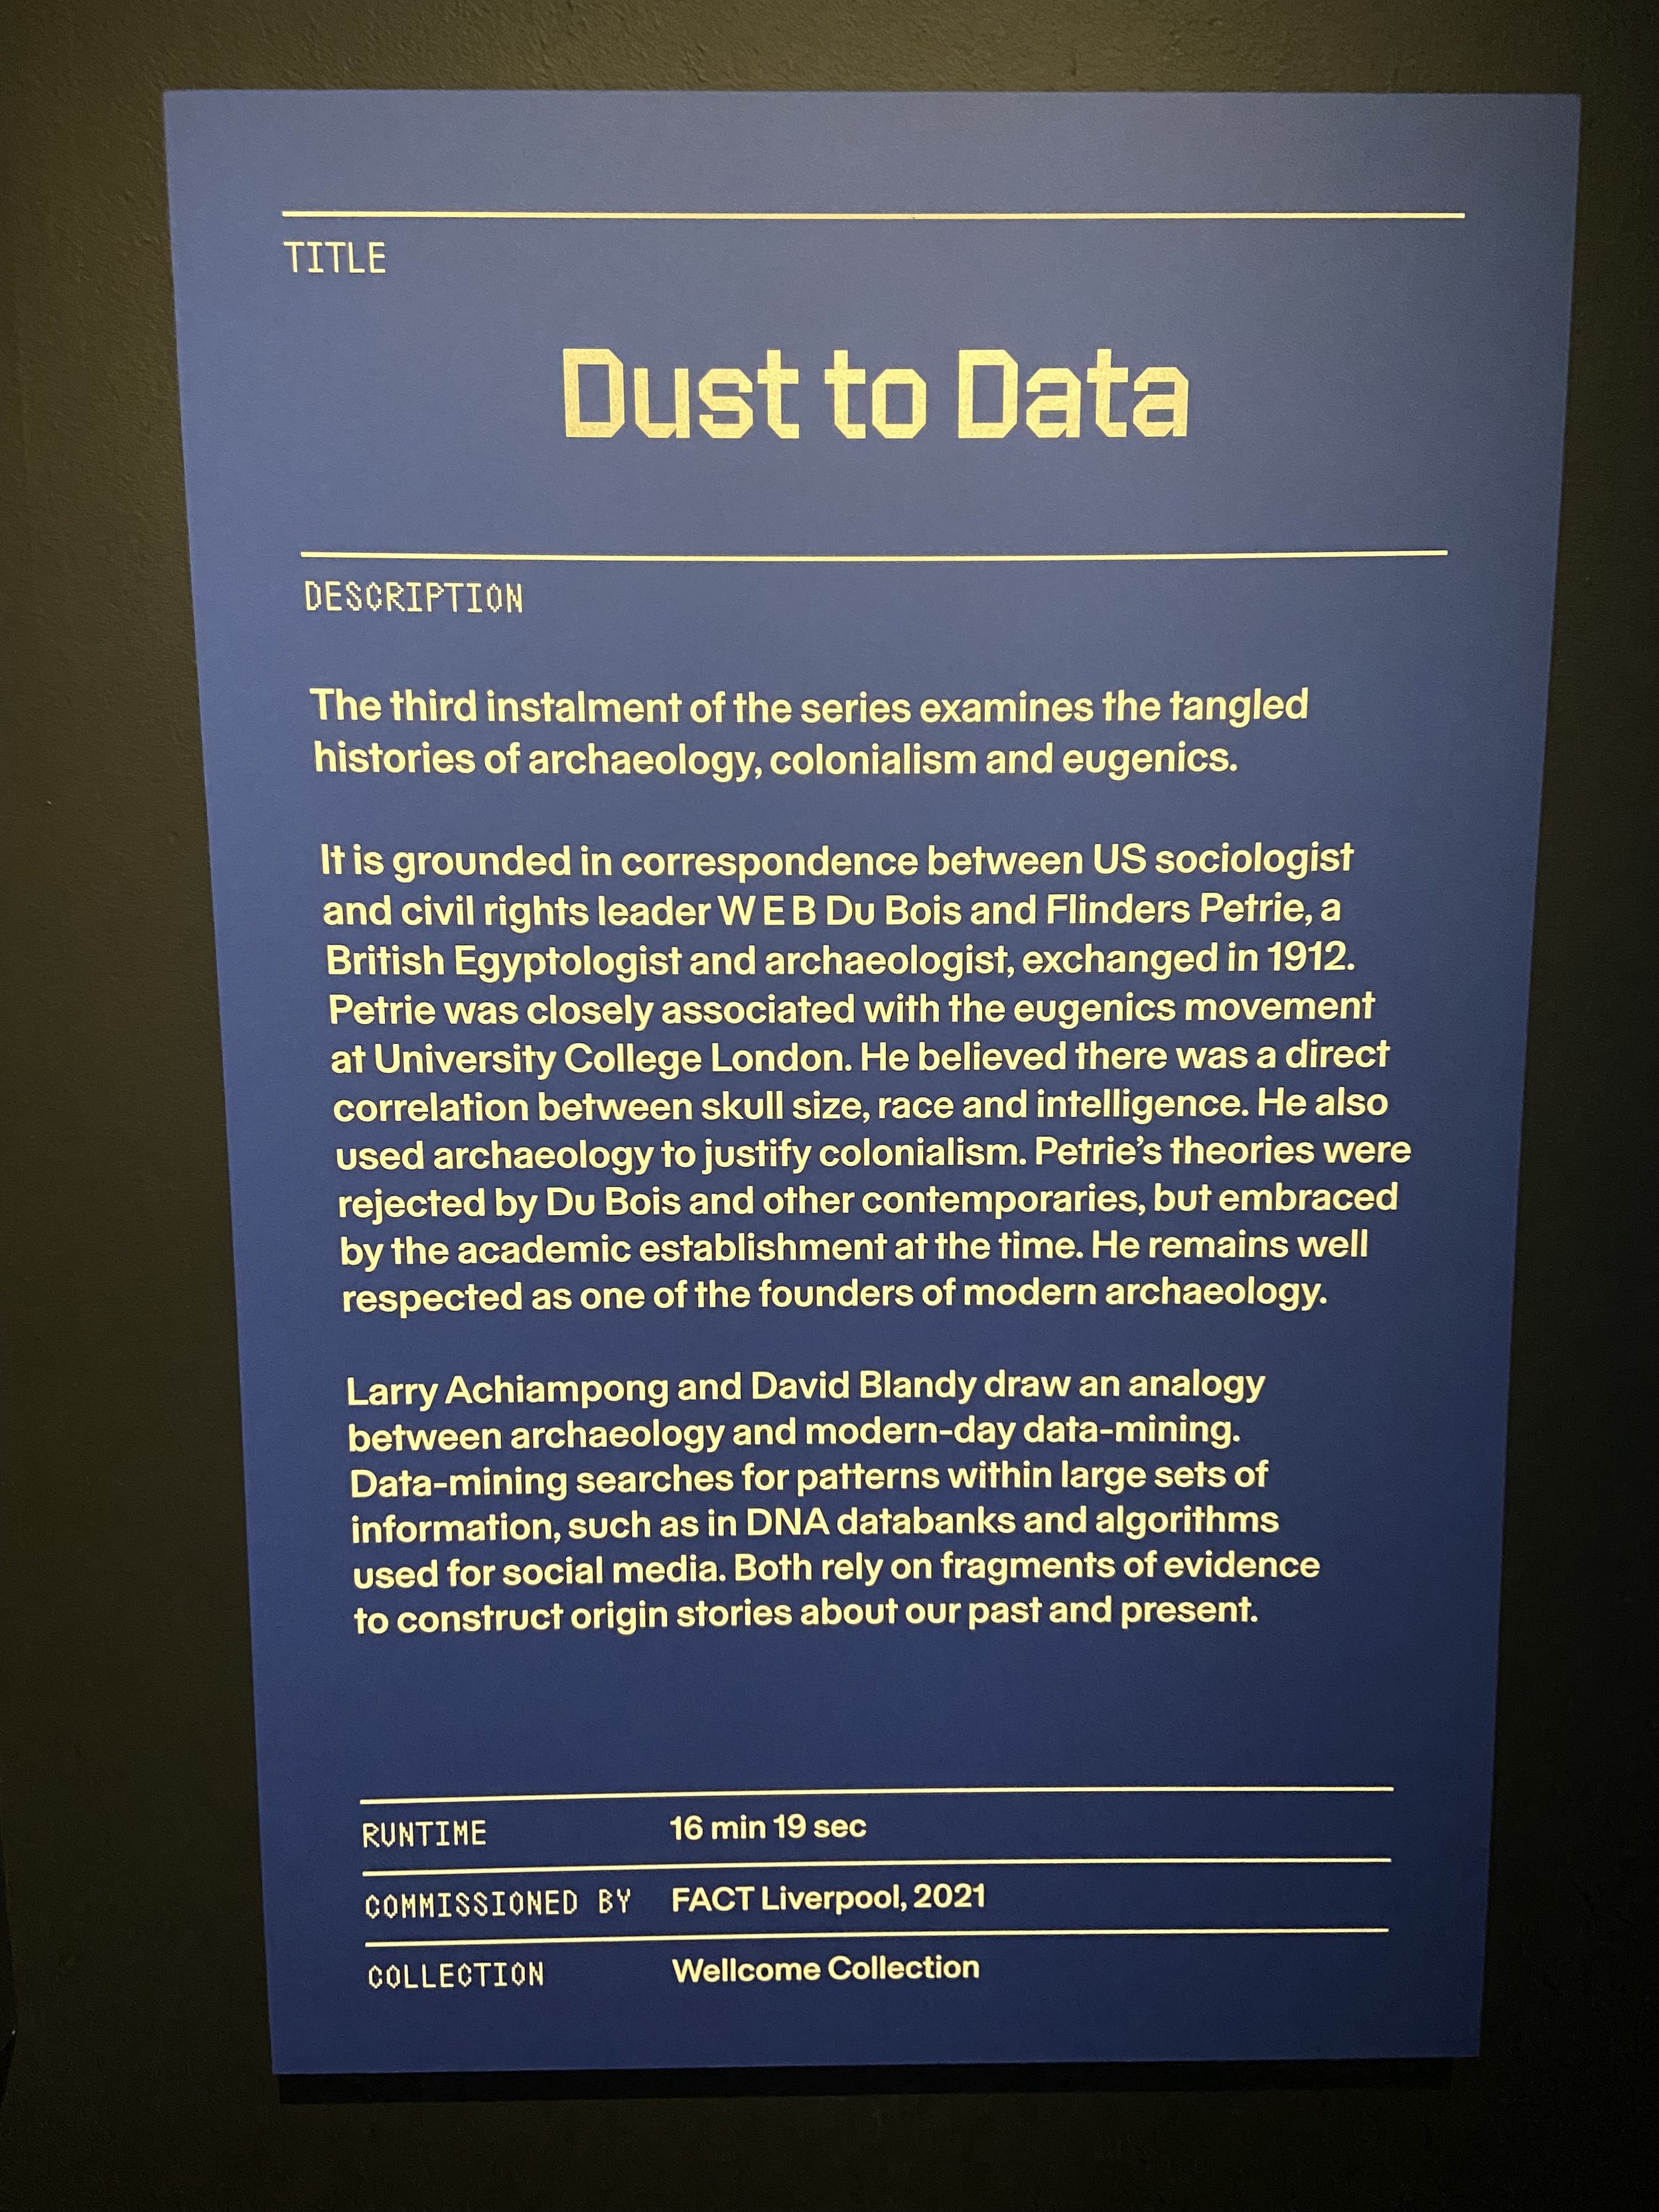 TITLE
Dust to Data
DESCRIPTION
The third instalment of the series examines the tangled
histories of archaeology, colonialism and eugenics.
It is grounded in correspondence between US sociologist
and civil rights leader W E B Du Bois and Flinders Petrie, a
British Egyptologist and archaeologist, exchanged in 1912.
Petrie was closely associated with the eugenics movement
at University College London. He believed there was a direct
correlation between skull size, race and intelligence. He also
used archaeology to justify colonialism. Petrie’s theories were
rejected by Du Bois and other contemporaries, but embraced
by the academic establishment at the time. He remains well
respected as one of the founders of modern archaeology.
Larry Achiampong and David Blandy draw an analogy
between archaeology and modern-day data-mining.
Data-mining searches for patterns within large sets of
information, such as in DNA databanks and algorithms
used for social media. Both rely on fragments of evidence
to construct origin stories about our past and present.
RUNTIME 16 min 19 sec
COMMISSIONED BY FACT Liverpool, 2021
COLLECTION Wellcome Collection